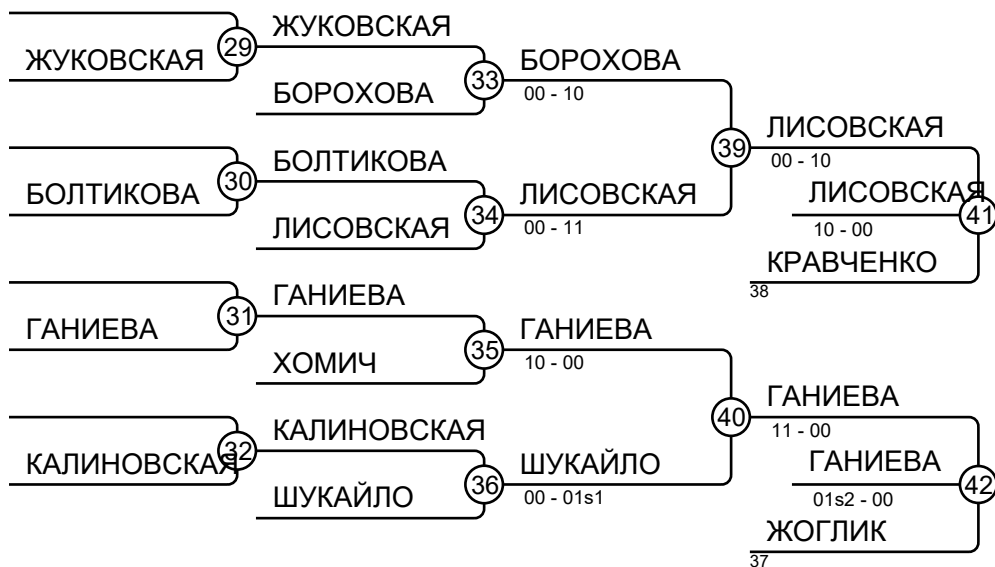 ЖУКОВСКАЯ
29
ЖУКОВСКАЯ
БОРОХОВА
33
БОРОХОВА
00 - 10
39
ЛИСОВСКАЯ
00 - 10
БОЛТИКОВА
30
БОЛТИКОВА
ЛИСОВСКАЯ
34
ЛИСОВСКАЯ
00 - 11
ЛИСОВСКАЯ
10 - 00
41
КРАВЧЕНКО
38
ГАНИЕВА
31
ГАНИЕВА
ХОМИЧ
35
ГАНИЕВА
10 - 00
40
ГАНИЕВА
11 - 00
КАЛИНОВСКАЯ
32
КАЛИНОВСКАЯ
ШУКАЙЛО
36
ШУКАЙЛО
00 - 01s1
ГАНИЕВА
01s2 - 00
42
ЖОГЛИК
37